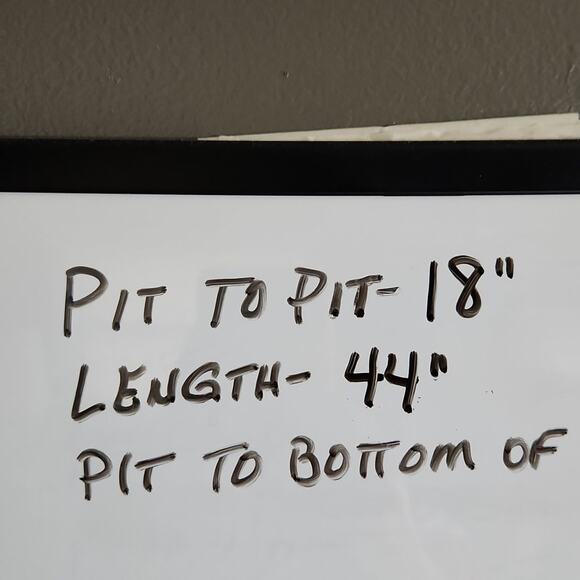 PIT TO PIT- 18"
LENGTH- 44"
PIT TO BOTTOM OF